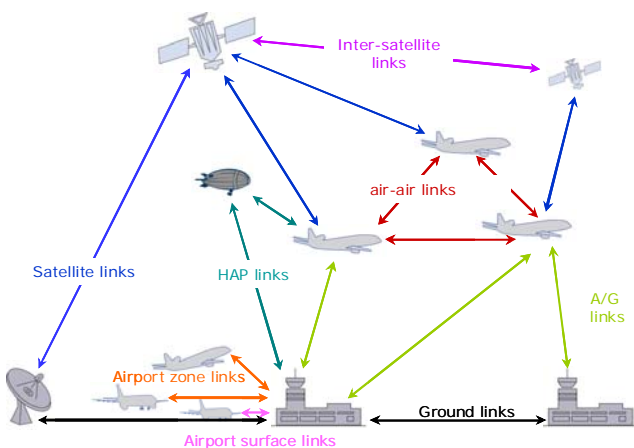 Inter-satellite
links
air-air links
Satellite links
HAP links
A/G
links
Airport zone links
Ground links
Airport surface links